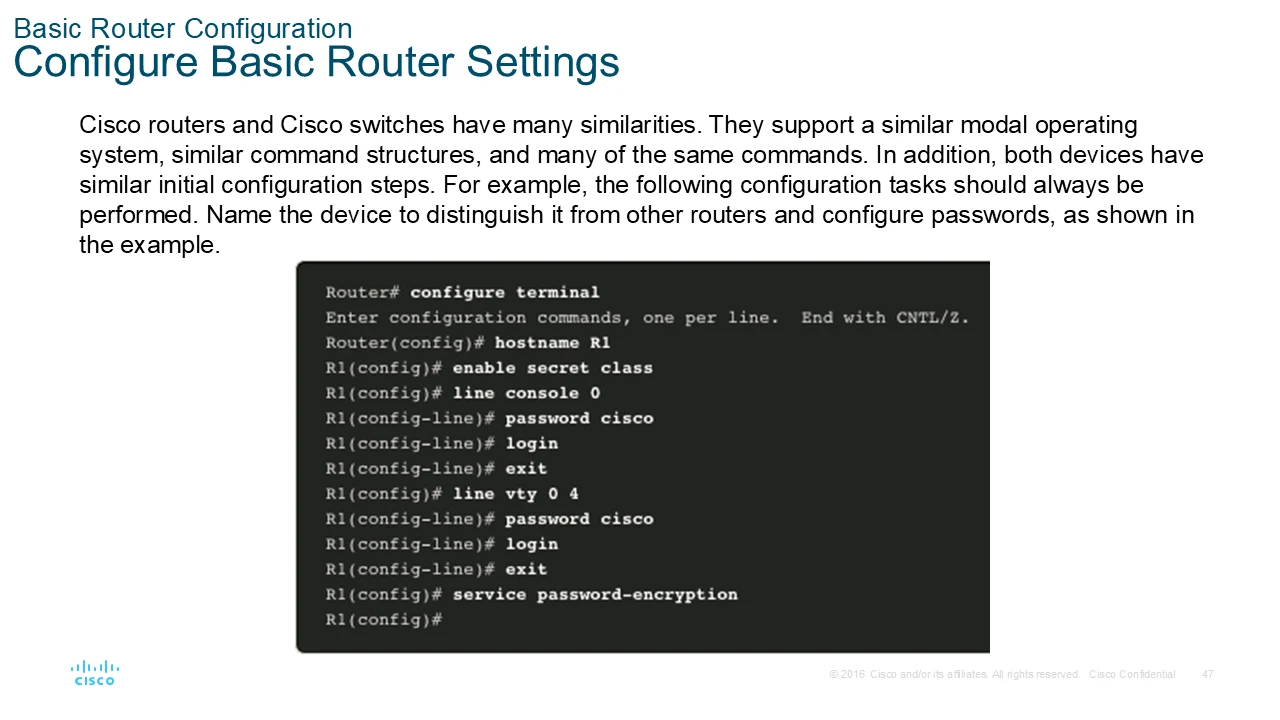 Basic Router Configuration
Configure Basic Router Settings
Cisco routers and Cisco switches have many similarities. They support a similar modal operating
system, similar command structures, and many of the same commands. In addition, both devices have
similar initial configuration steps. For example, the following configuration tasks should always be
performed. Name the device to distinguish it from other routers and configure passwords, as shown in
the example.
Router# configure terminal
Enter configuration commands, one per line.  End with CNTL/Z.
Router(config)# hostname R1
R1(config)# enable secret class
R1(config)# line console 0
R1(config-line)# password cisco
R1(config-line)# login
R1(config-line)# exit
R1(config)# line vty 0 4
R1(config-line)# password cisco
R1(config-line)# login
R1(config-line)# exit
R1(config)# service password-encryption
R1(config)#
CISCO
© 2016 Cisco and/or its affiliates. All rights reserved. Cisco Confidential 47